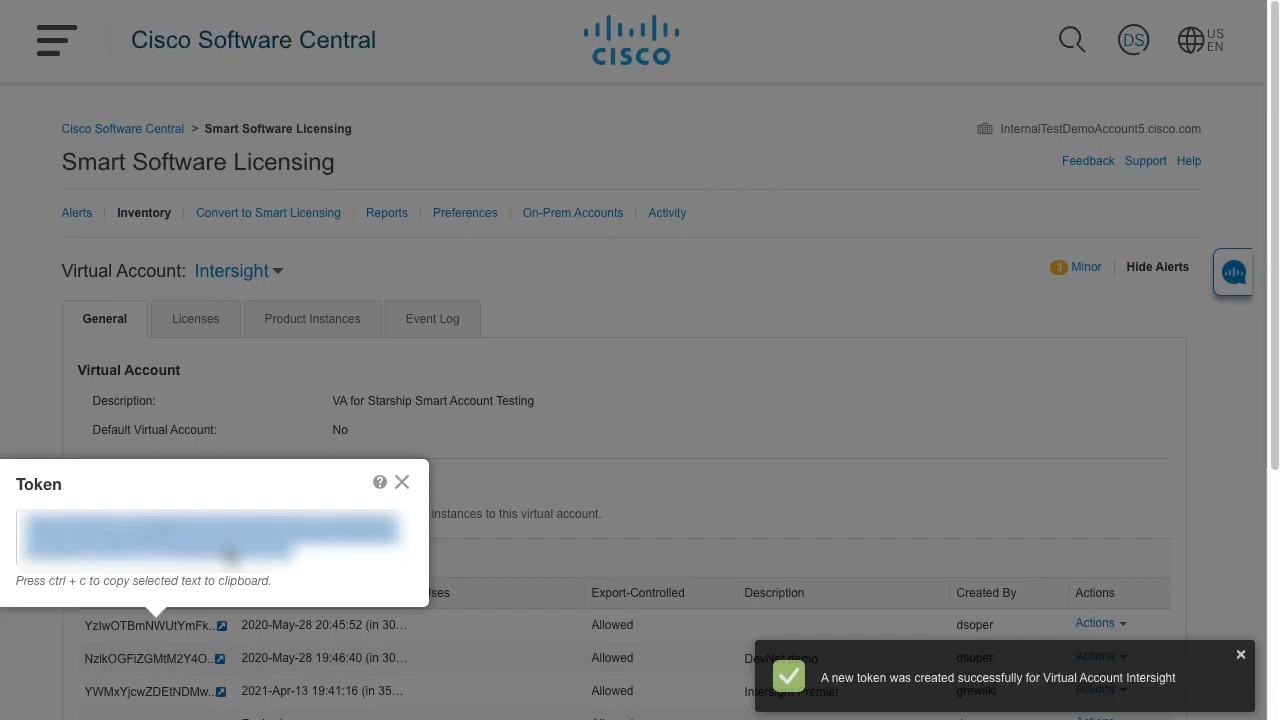 Cisco Software Central
CISCO
DS
US
EN
Cisco Software Central > Smart Software Licensing
InternalTestDemoAccount5.cisco.com
Smart Software Licensing
Feedback Support Help
Alerts Inventory Convert to Smart Licensing Reports Preferences On-Prem Accounts Activity
Virtual Account: Intersight
3 Minor Hide Alerts
General Licenses Product Instances Event Log
Virtual Account
Description: VA for Starship Smart Account Testing
Default Virtual Account: No
Token
instances to this virtual account.
Press ctrl + c to copy selected text to clipboard.
Export-Controlled Description Created By Actions
YzIwOTBmNWUtYmFk.. 2020-May-28 20:45:52 (in 30... Allowed dsoper Actions
NzlkOGFiZGMtM2Y4O.. 2020-May-28 19:46:40 (in 30... Allowed DevNet demo dsoper Actions
A new token was created successfully for Virtual Account Intersight
YWMxYjcwZDEtNDMw.. 2021-Apr-13 19:41:16 (in 35... Allowed Intersight Premier grewilki Actions